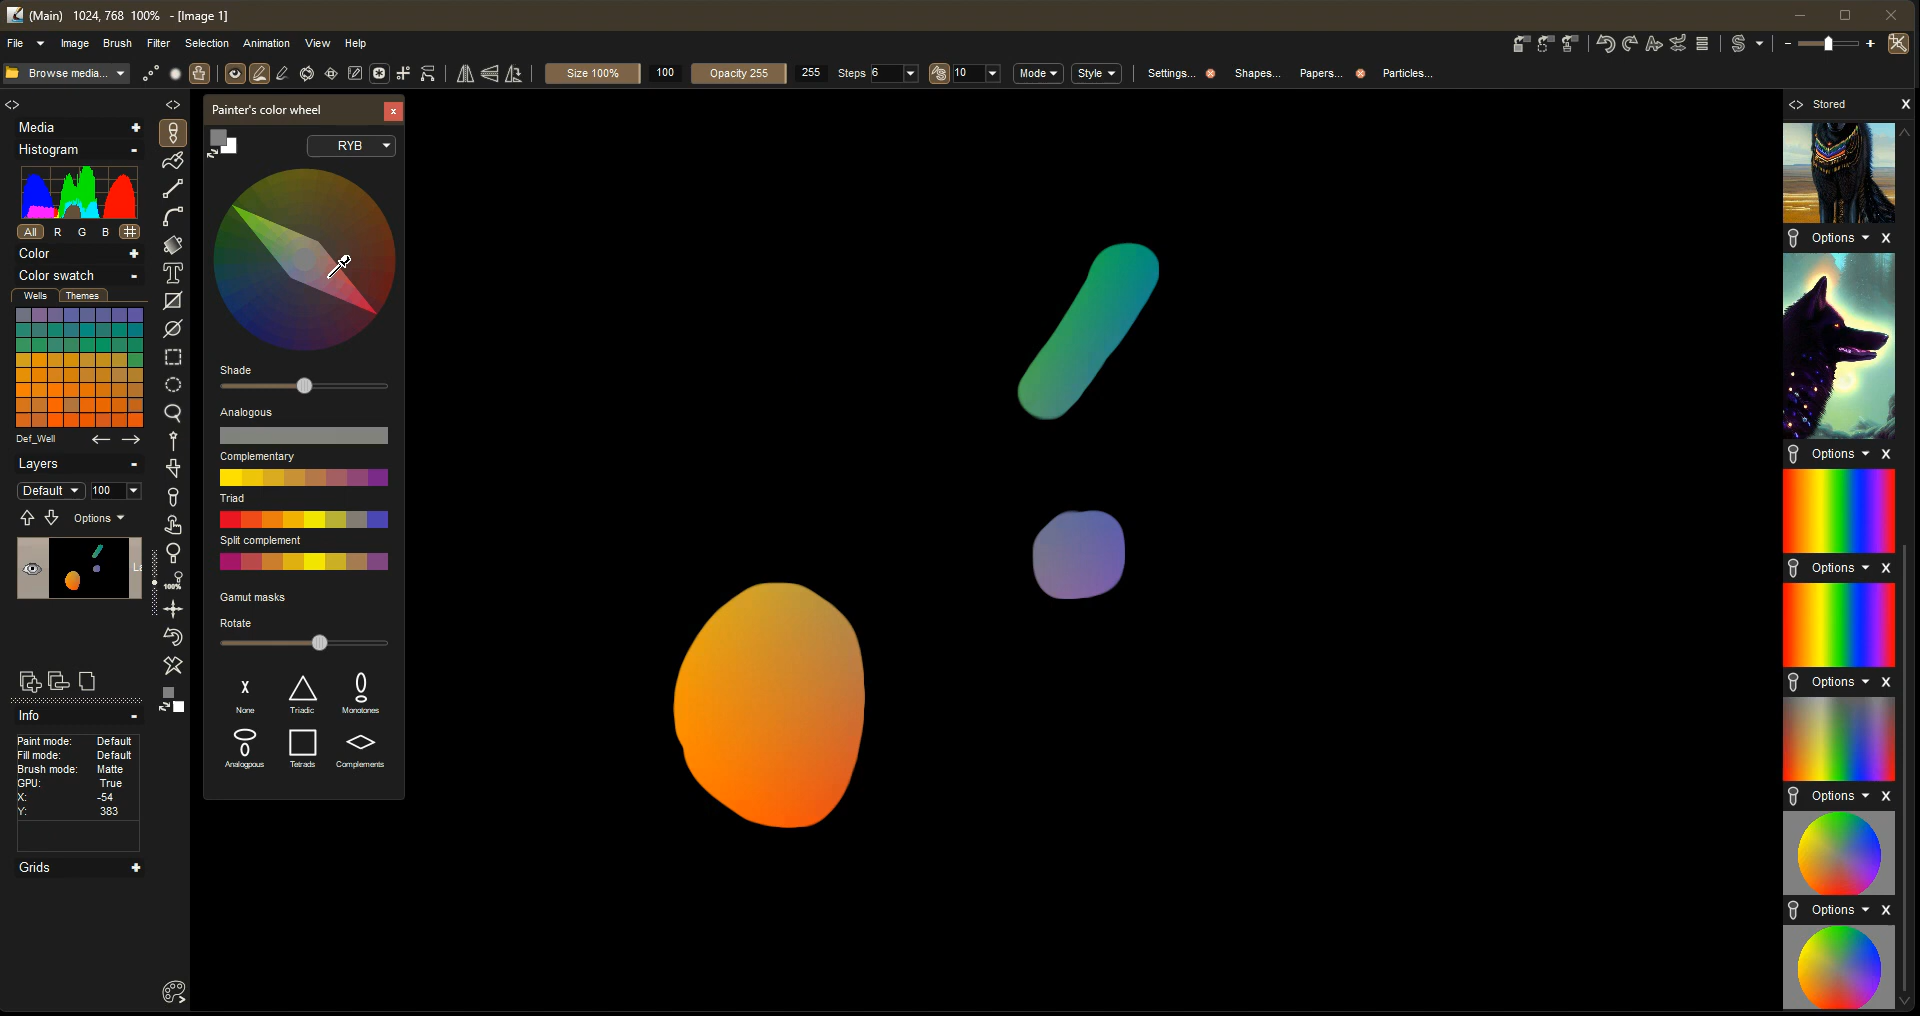 (Main) 1024, 768 100% - [Image 1]
File Image Brush Filter Selection Animation View Help
Browse media... Size 100% 100 Opacity 255 255 Steps 6 10 Mode Style Settings... Shapes... Papers... Particles...
Media
Histogram
All R G B
Color
Color swatch
Wells Themes
Def_Well
Layers
Default 100
Options
Info
Paint mode: Default
Fill mode: Default
Brush mode: Matte
GPU: True
X: -54
Y: 383
Grids
100%
Painter's color wheel
RYB
Shade
Analogous
Complementary
Triad
Split complement
Gamut masks
Rotate
X
None Triadic Monotones
Analogous Tetrads Complements
Stored X
Options X
Options X
Options X
Options X
Options X
Options X